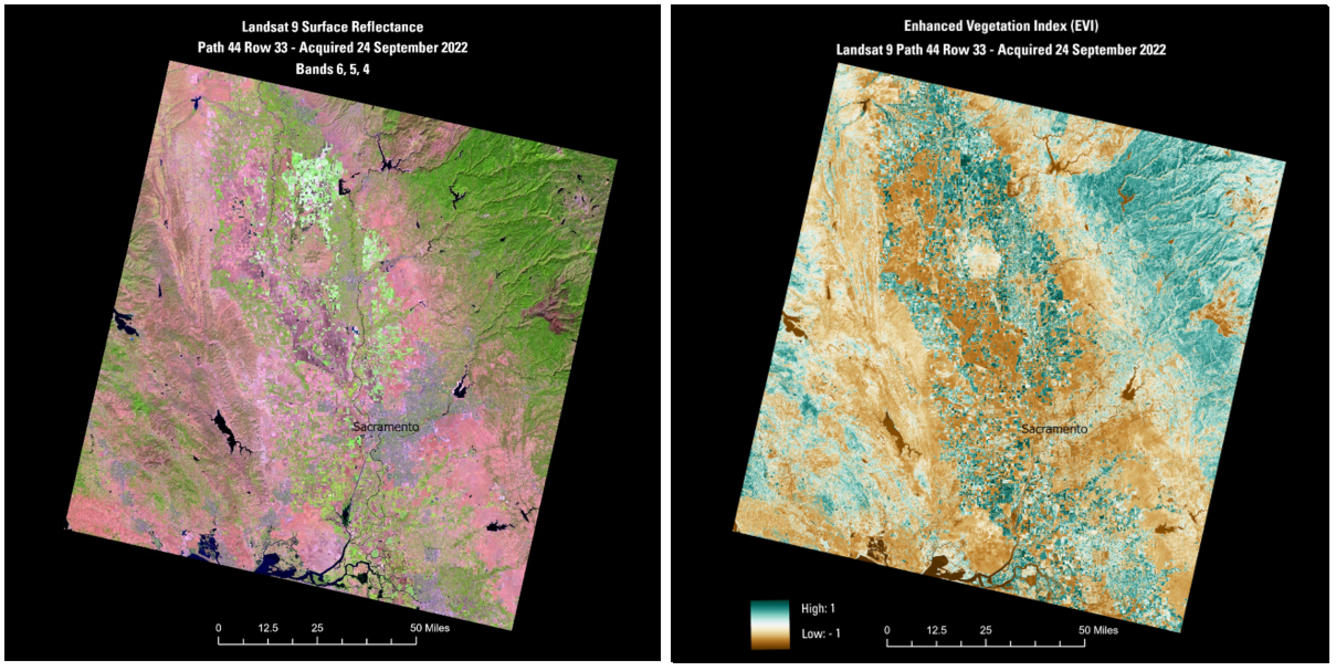 Landsat 9 Surface Reflectance
Path 44 Row 33 - Acquired 24 September 2022
Bands 6, 5, 4
Sacramento
0 12.5 25 50 Miles
Enhanced Vegetation Index (EVI)
Landsat 9 Path 44 Row 33 - Acquired 24 September 2022
Sacramento
High: 1
Low: - 1
0 12.5 25 50 Miles